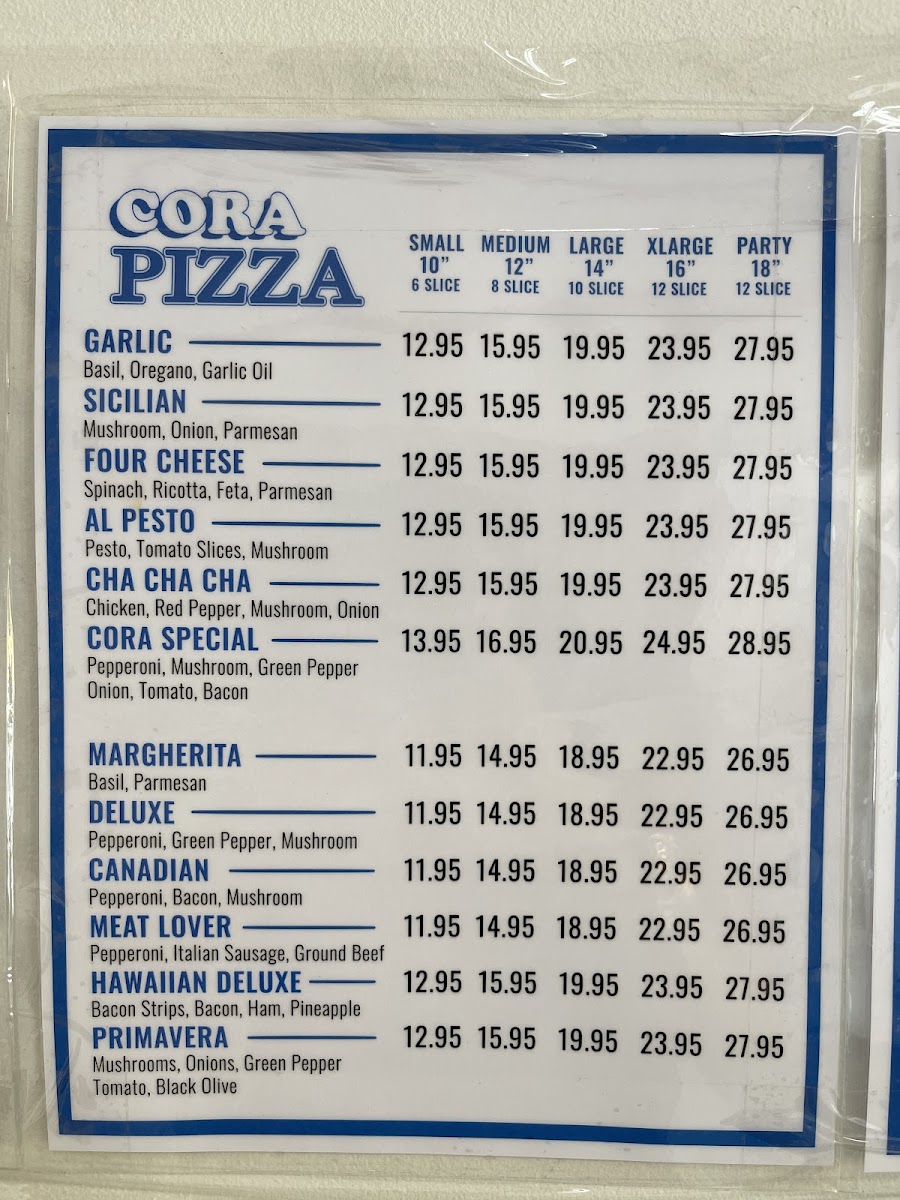 CORA
PIZZA
SMALL MEDIUM LARGE XLARGE PARTY
10” 12” 14” 16” 18”
6 SLICE 8 SLICE 10 SLICE 12 SLICE 12 SLICE
GARLIC 12.95 15.95 19.95 23.95 27.95
Basil, Oregano, Garlic Oil
SICILIAN 12.95 15.95 19.95 23.95 27.95
Mushroom, Onion, Parmesan
FOUR CHEESE 12.95 15.95 19.95 23.95 27.95
Spinach, Ricotta, Feta, Parmesan
AL PESTO 12.95 15.95 19.95 23.95 27.95
Pesto, Tomato Slices, Mushroom
CHA CHA CHA 12.95 15.95 19.95 23.95 27.95
Chicken, Red Pepper, Mushroom, Onion
CORA SPECIAL 13.95 16.95 20.95 24.95 28.95
Pepperoni, Mushroom, Green Pepper
Onion, Tomato, Bacon
MARGHERITA 11.95 14.95 18.95 22.95 26.95
Basil, Parmesan
DELUXE 11.95 14.95 18.95 22.95 26.95
Pepperoni, Green Pepper, Mushroom
CANADIAN 11.95 14.95 18.95 22.95 26.95
Pepperoni, Bacon, Mushroom
MEAT LOVER 11.95 14.95 18.95 22.95 26.95
Pepperoni, Italian Sausage, Ground Beef
HAWAIIAN DELUXE 12.95 15.95 19.95 23.95 27.95
Bacon Strips, Bacon, Ham, Pineapple
PRIMAVERA 12.95 15.95 19.95 23.95 27.95
Mushrooms, Onions, Green Pepper
Tomato, Black Olive